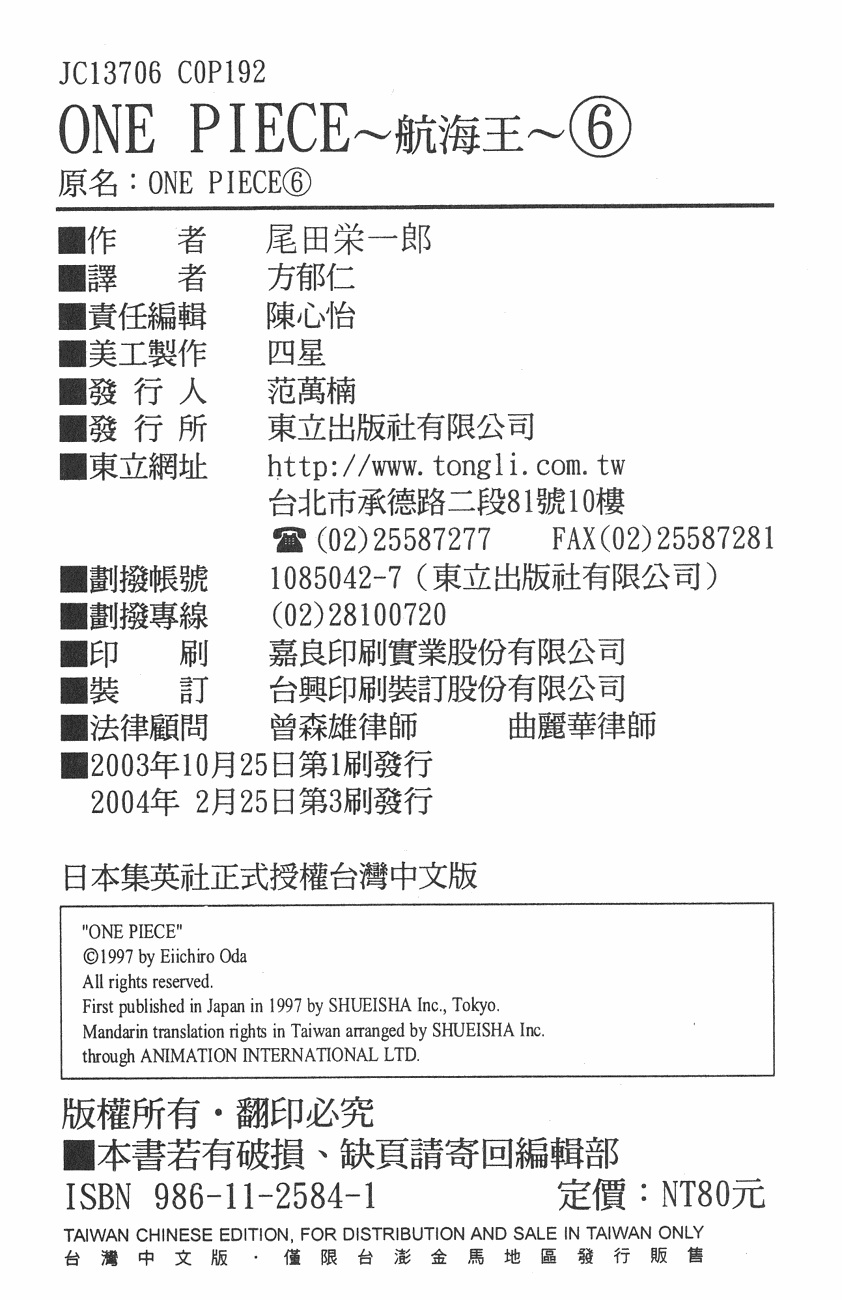 JC13706 COP192
ONE PIECE～航海王～⑥
原名：ONE PIECE⑥
■作　者　尾田栄一郎
■譯　者　方郁仁
■責任編輯　陳心怡
■美工製作　四星
■發行人　范萬楠
■發行所　東立出版社有限公司
■東立網址　http://www.tongli.com.tw
台北市承德路二段81號10樓
☎(02)25587277　FAX(02)25587281
■劃撥帳號　1085042-7（東立出版社有限公司）
■劃撥專線　(02)28100720
■印　刷　嘉良印刷實業股份有限公司
■裝　訂　台興印刷裝訂股份有限公司
■法律顧問　曾森雄律師　曲麗華律師
■2003年10月25日第1刷發行
2004年 2月25日第3刷發行
日本集英社正式授權台灣中文版
"ONE PIECE"
©1997 by Eiichiro Oda
All rights reserved.
First published in Japan in 1997 by SHUEISHA Inc., Tokyo.
Mandarin translation rights in Taiwan arranged by SHUEISHA Inc.
through ANIMATION INTERNATIONAL LTD.
版權所有・翻印必究
■本書若有破損、缺頁請寄回編輯部
ISBN 986-11-2584-1　定價：NT80元
TAIWAN CHINESE EDITION, FOR DISTRIBUTION AND SALE IN TAIWAN ONLY
台灣中文版・僅限台澎金馬地區發行販售